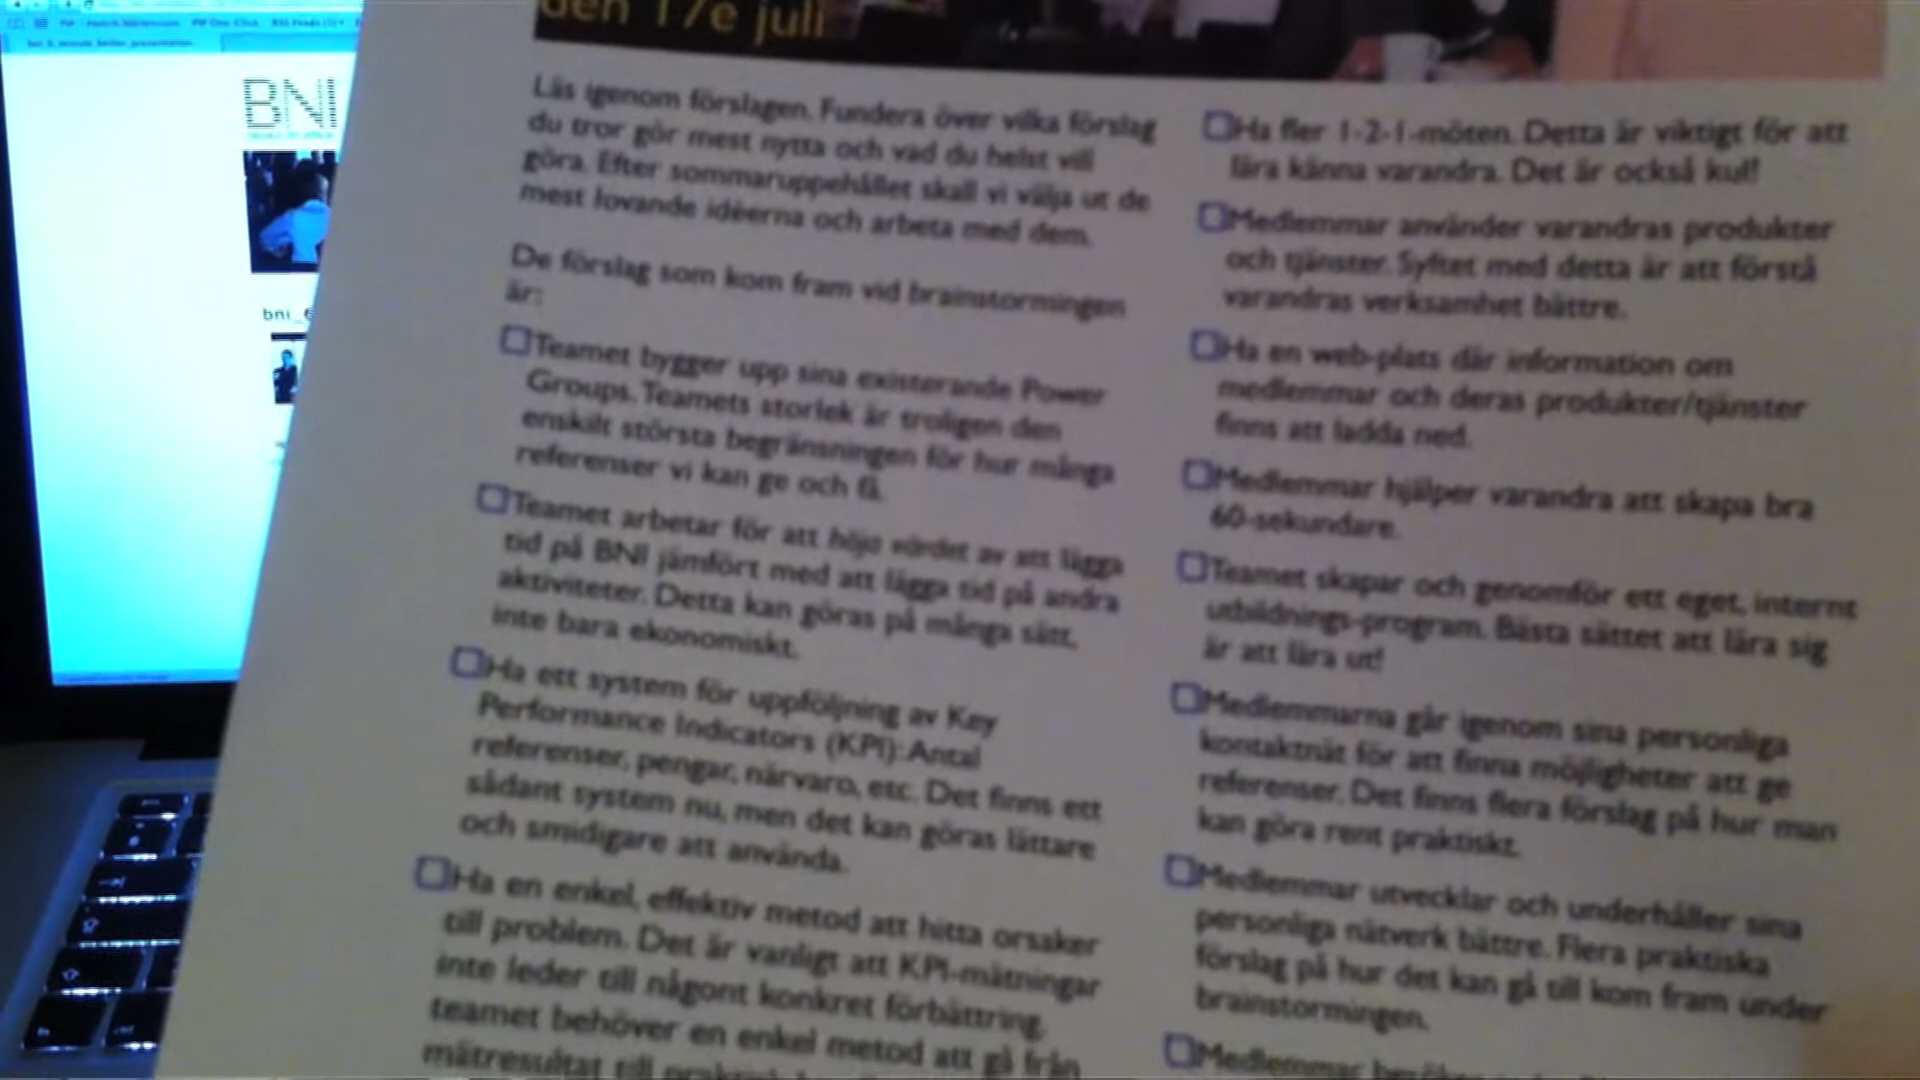 BNI
den 17e juli
Läs igenom förslagen. Fundera över vilka förslag
du tror gör mest nytta och vad du helst vill
göra. Efter sommaruppehållet skall vi välja ut de
mest lovande idéerna och arbeta med dem.
De förslag som kom fram vid brainstormingen
är:
Teamet bygger upp sina existerande Power
Groups. Teamets storlek är troligen den
enskilt största begränsningen för hur många
referenser vi kan ge och få.
Teamet arbetar för att höja värdet av att lägga
tid på BNI jämfört med att lägga tid på andra
aktiviteter. Detta kan göras på många sätt,
inte bara ekonomiskt.
Ha ett system för uppföljning av Key
Performance Indicators (KPI): Antal
referenser, pengar, närvaro, etc. Det finns ett
sådant system nu, men det kan göras lättare
och smidigare att använda.
Ha en enkel, effektiv metod att hitta orsaker
till problem. Det är vanligt att KPI-mätningar
inte leder till någont konkret förbättring,
teamet behöver en enkel metod att gå från
mätresultat till
Ha fler 1-2-1-möten. Detta är viktigt för att
lära känna varandra. Det är också kul!
Medlemmar använder varandras produkter
och tjänster. Syftet med detta är att förstå
varandras verksamhet bättre.
Ha en web-plats där information om
medlemmar och deras produkter/tjänster
finns att ladda ned.
Medlemmar hjälper varandra att skapa bra
60-sekundare.
Teamet skapar och genomför ett eget, internt
utbildnings-program. Bästa sättet att lära sig
är att lära ut!
Medlemmarna går igenom sina personliga
kontaktnät för att finna möjligheter att ge
referenser. Det finns flera förslag på hur man
kan göra rent praktiskt.
Medlemmar utvecklar och underhåller sina
personliga nätverk bättre. Flera praktiska
förslag på hur det kan gå till kom fram under
brainstormingen.
Medlemmar